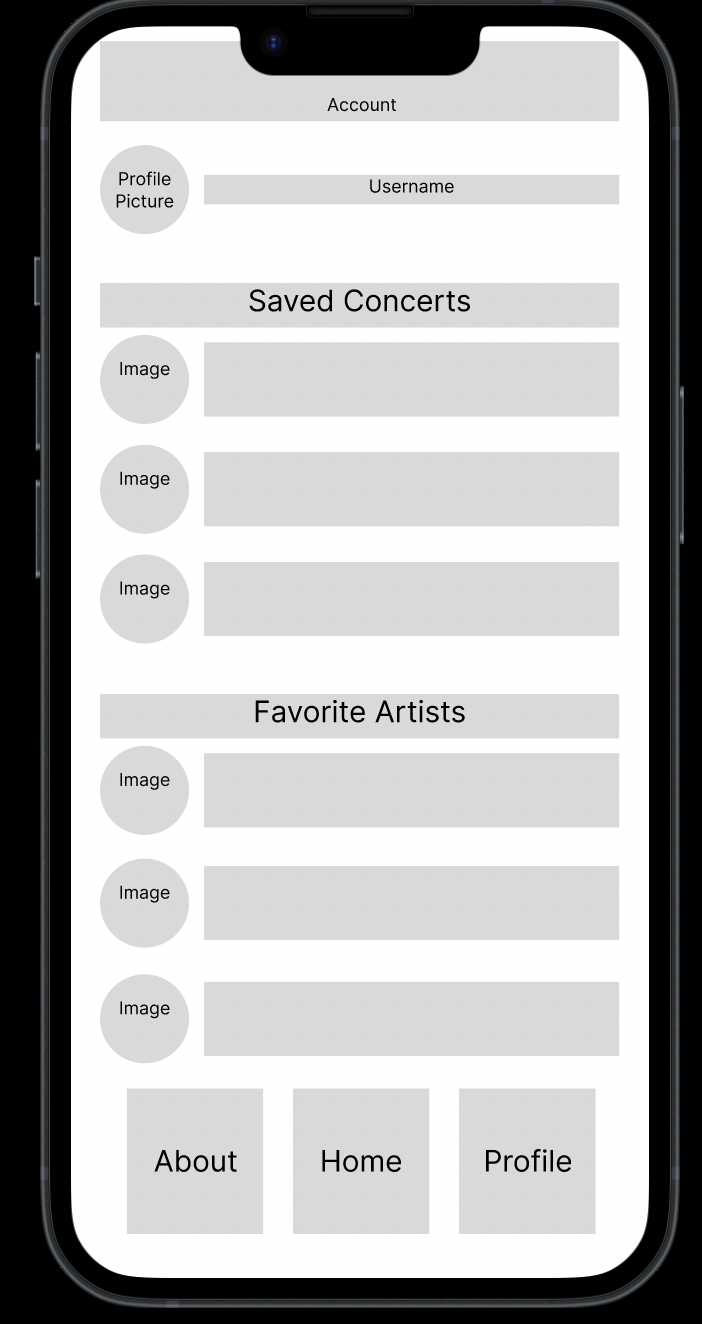 Account
Profile
Picture
Username
Saved Concerts
Image
Image
Image
Favorite Artists
Image
Image
Image
About
Home
Profile